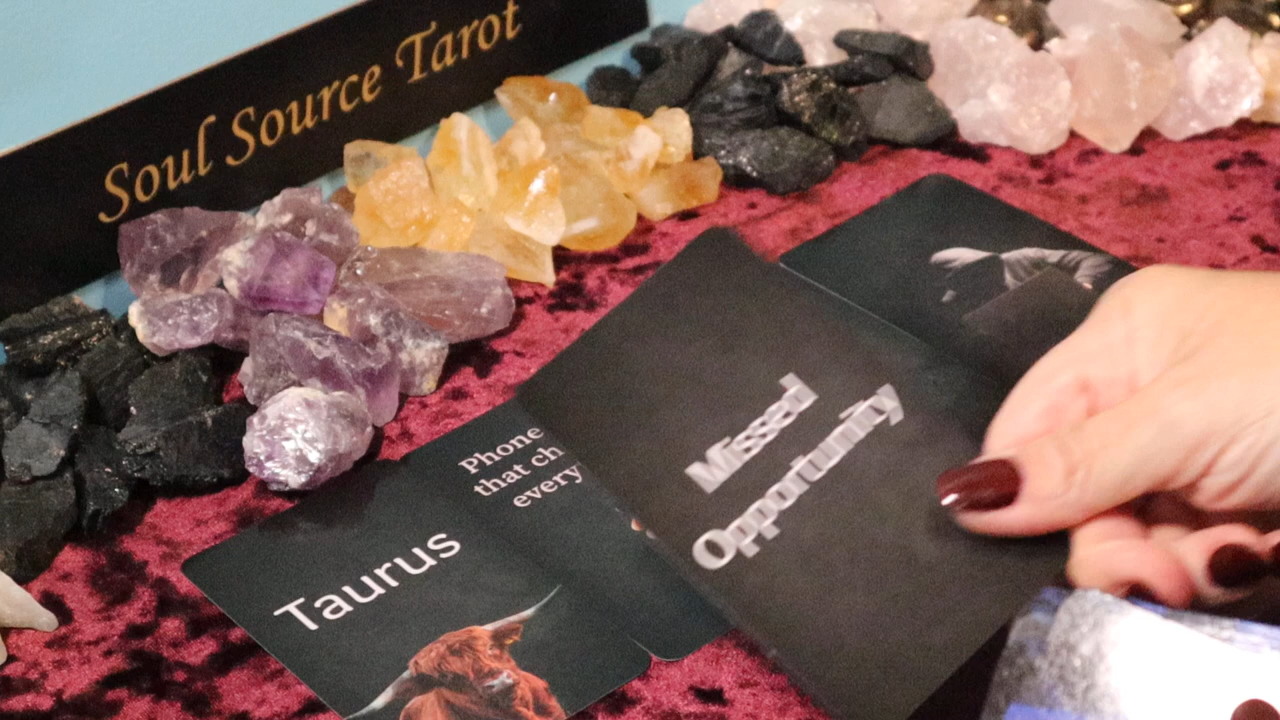 Soul Source Tarot
Phone
that ch
every
Taurus
Missed
Opportunity